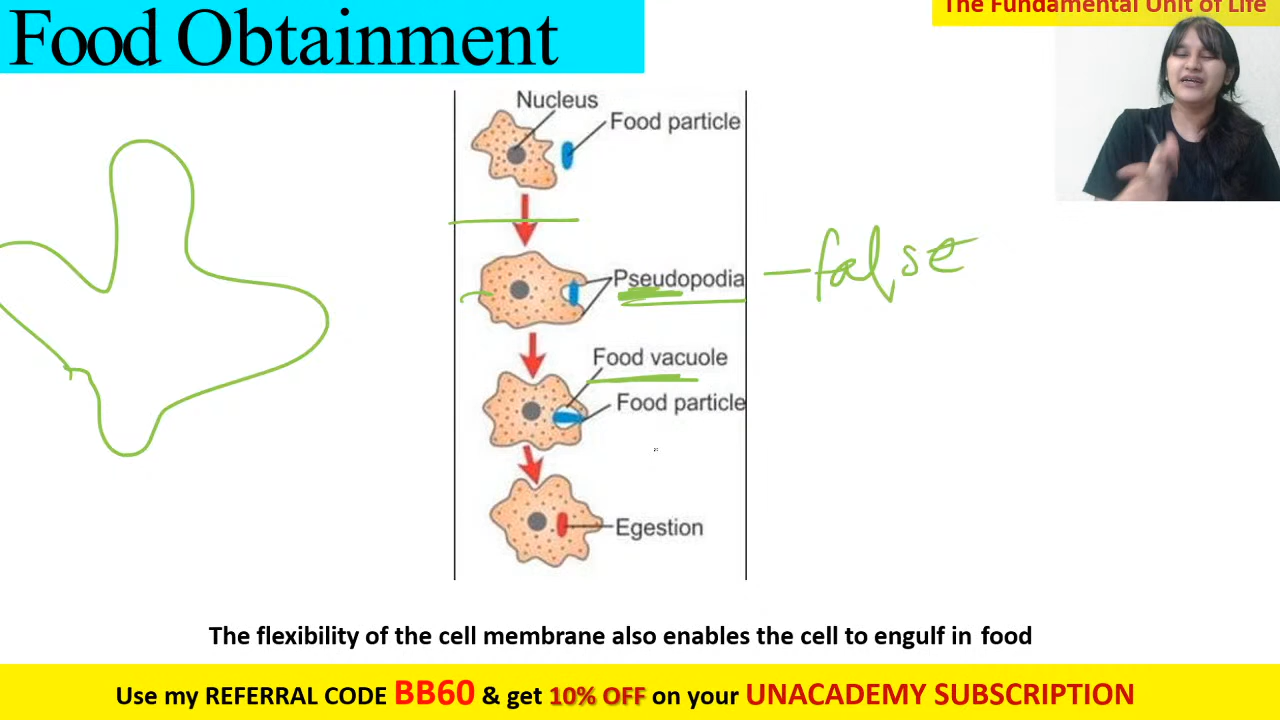 The Fundamental Unit of Life
Food Obtainment
Nucleus
Food particle
Pseudopodia
false
Food vacuole
Food particle
Egestion
The flexibility of the cell membrane also enables the cell to engulf in food
Use my REFERRAL CODE BB60 & get 10% OFF on your UNACADEMY SUBSCRIPTION